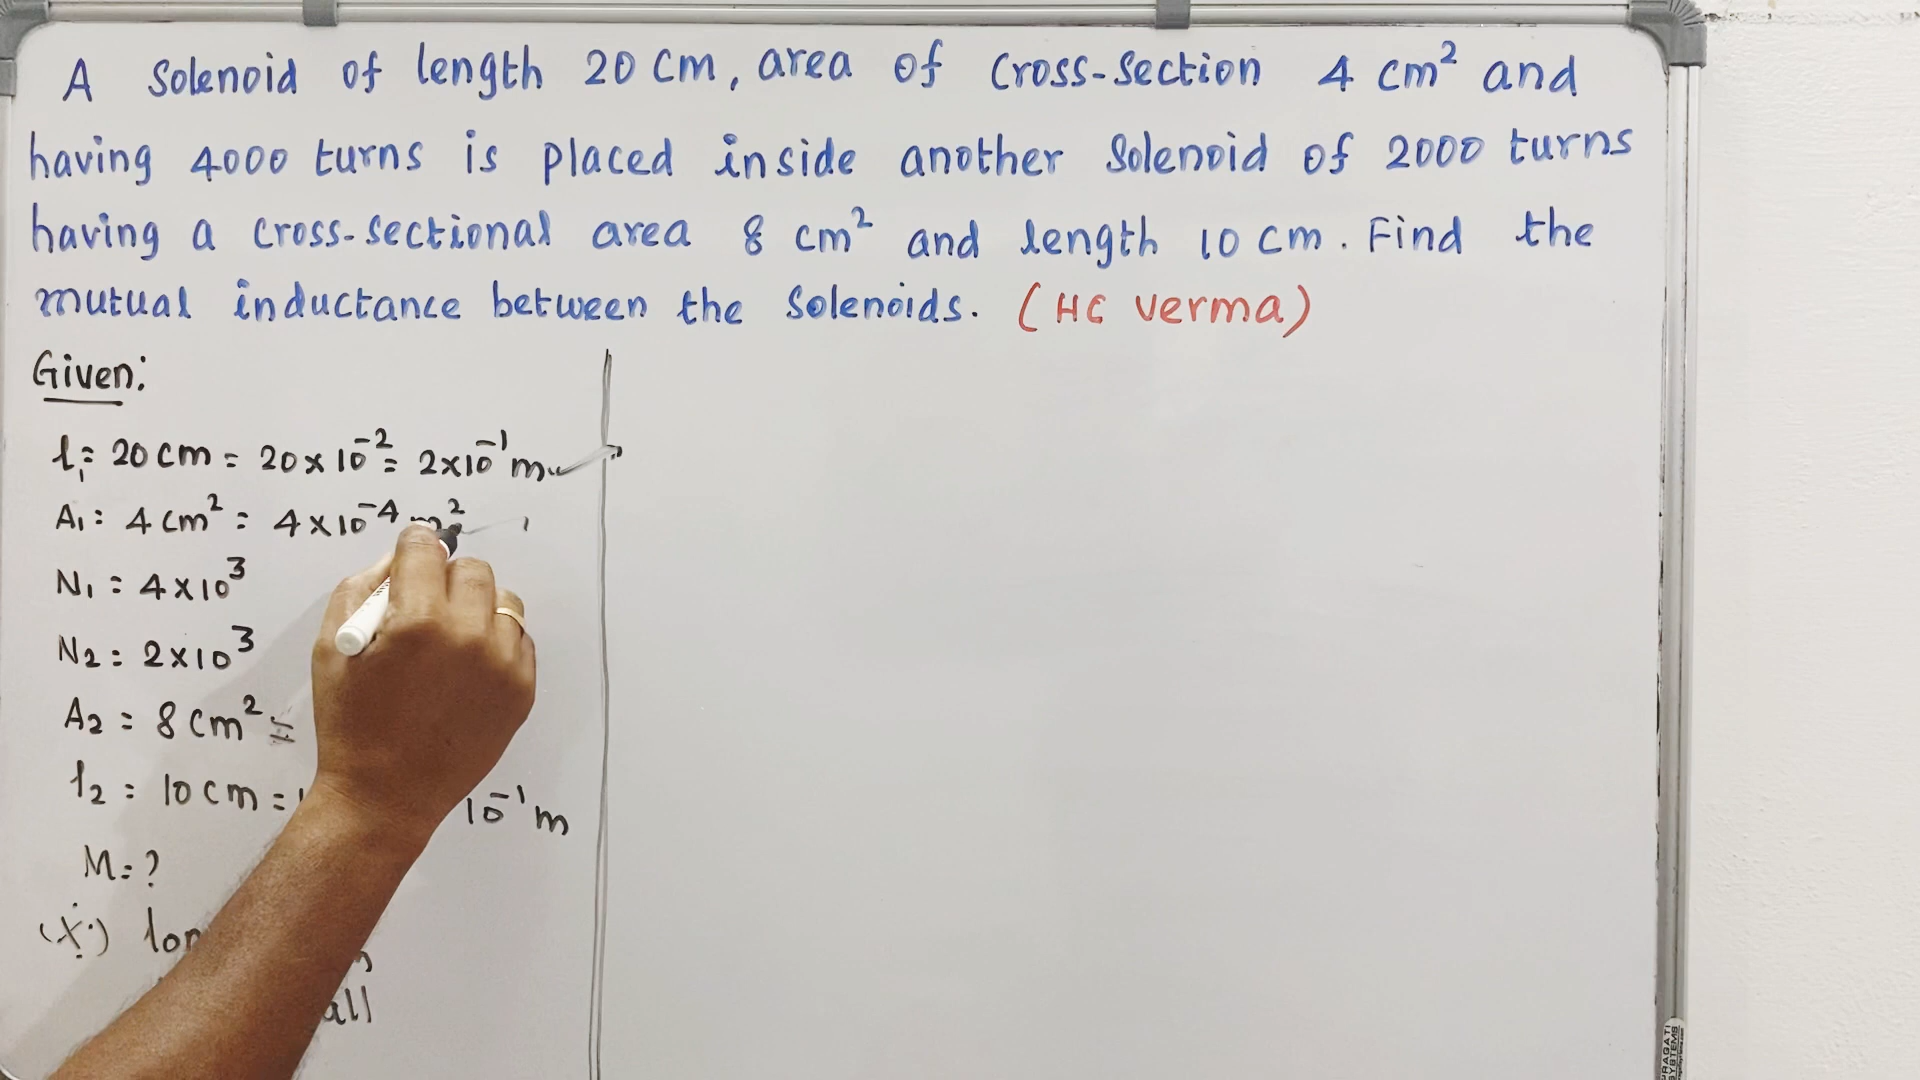 A Solenoid of length 20 cm, area of cross-section 4 cm² and
having 4000 turns is placed inside another Solenoid of 2000 turns
having a cross-sectional area 8 cm² and length 10 cm. Find the
mutual inductance between the Solenoids. (HC Verma)
Given:
l₁ = 20 cm = 20×10⁻² = 2×10⁻¹ m
A₁ = 4 cm² = 4×10⁻⁴ m²
N₁ = 4×10³
N₂ = 2×10³
A₂ = 8 cm² =
l₂ = 10 cm = 10⁻¹ m
M = ?
PRAGATI
SYSTEMS